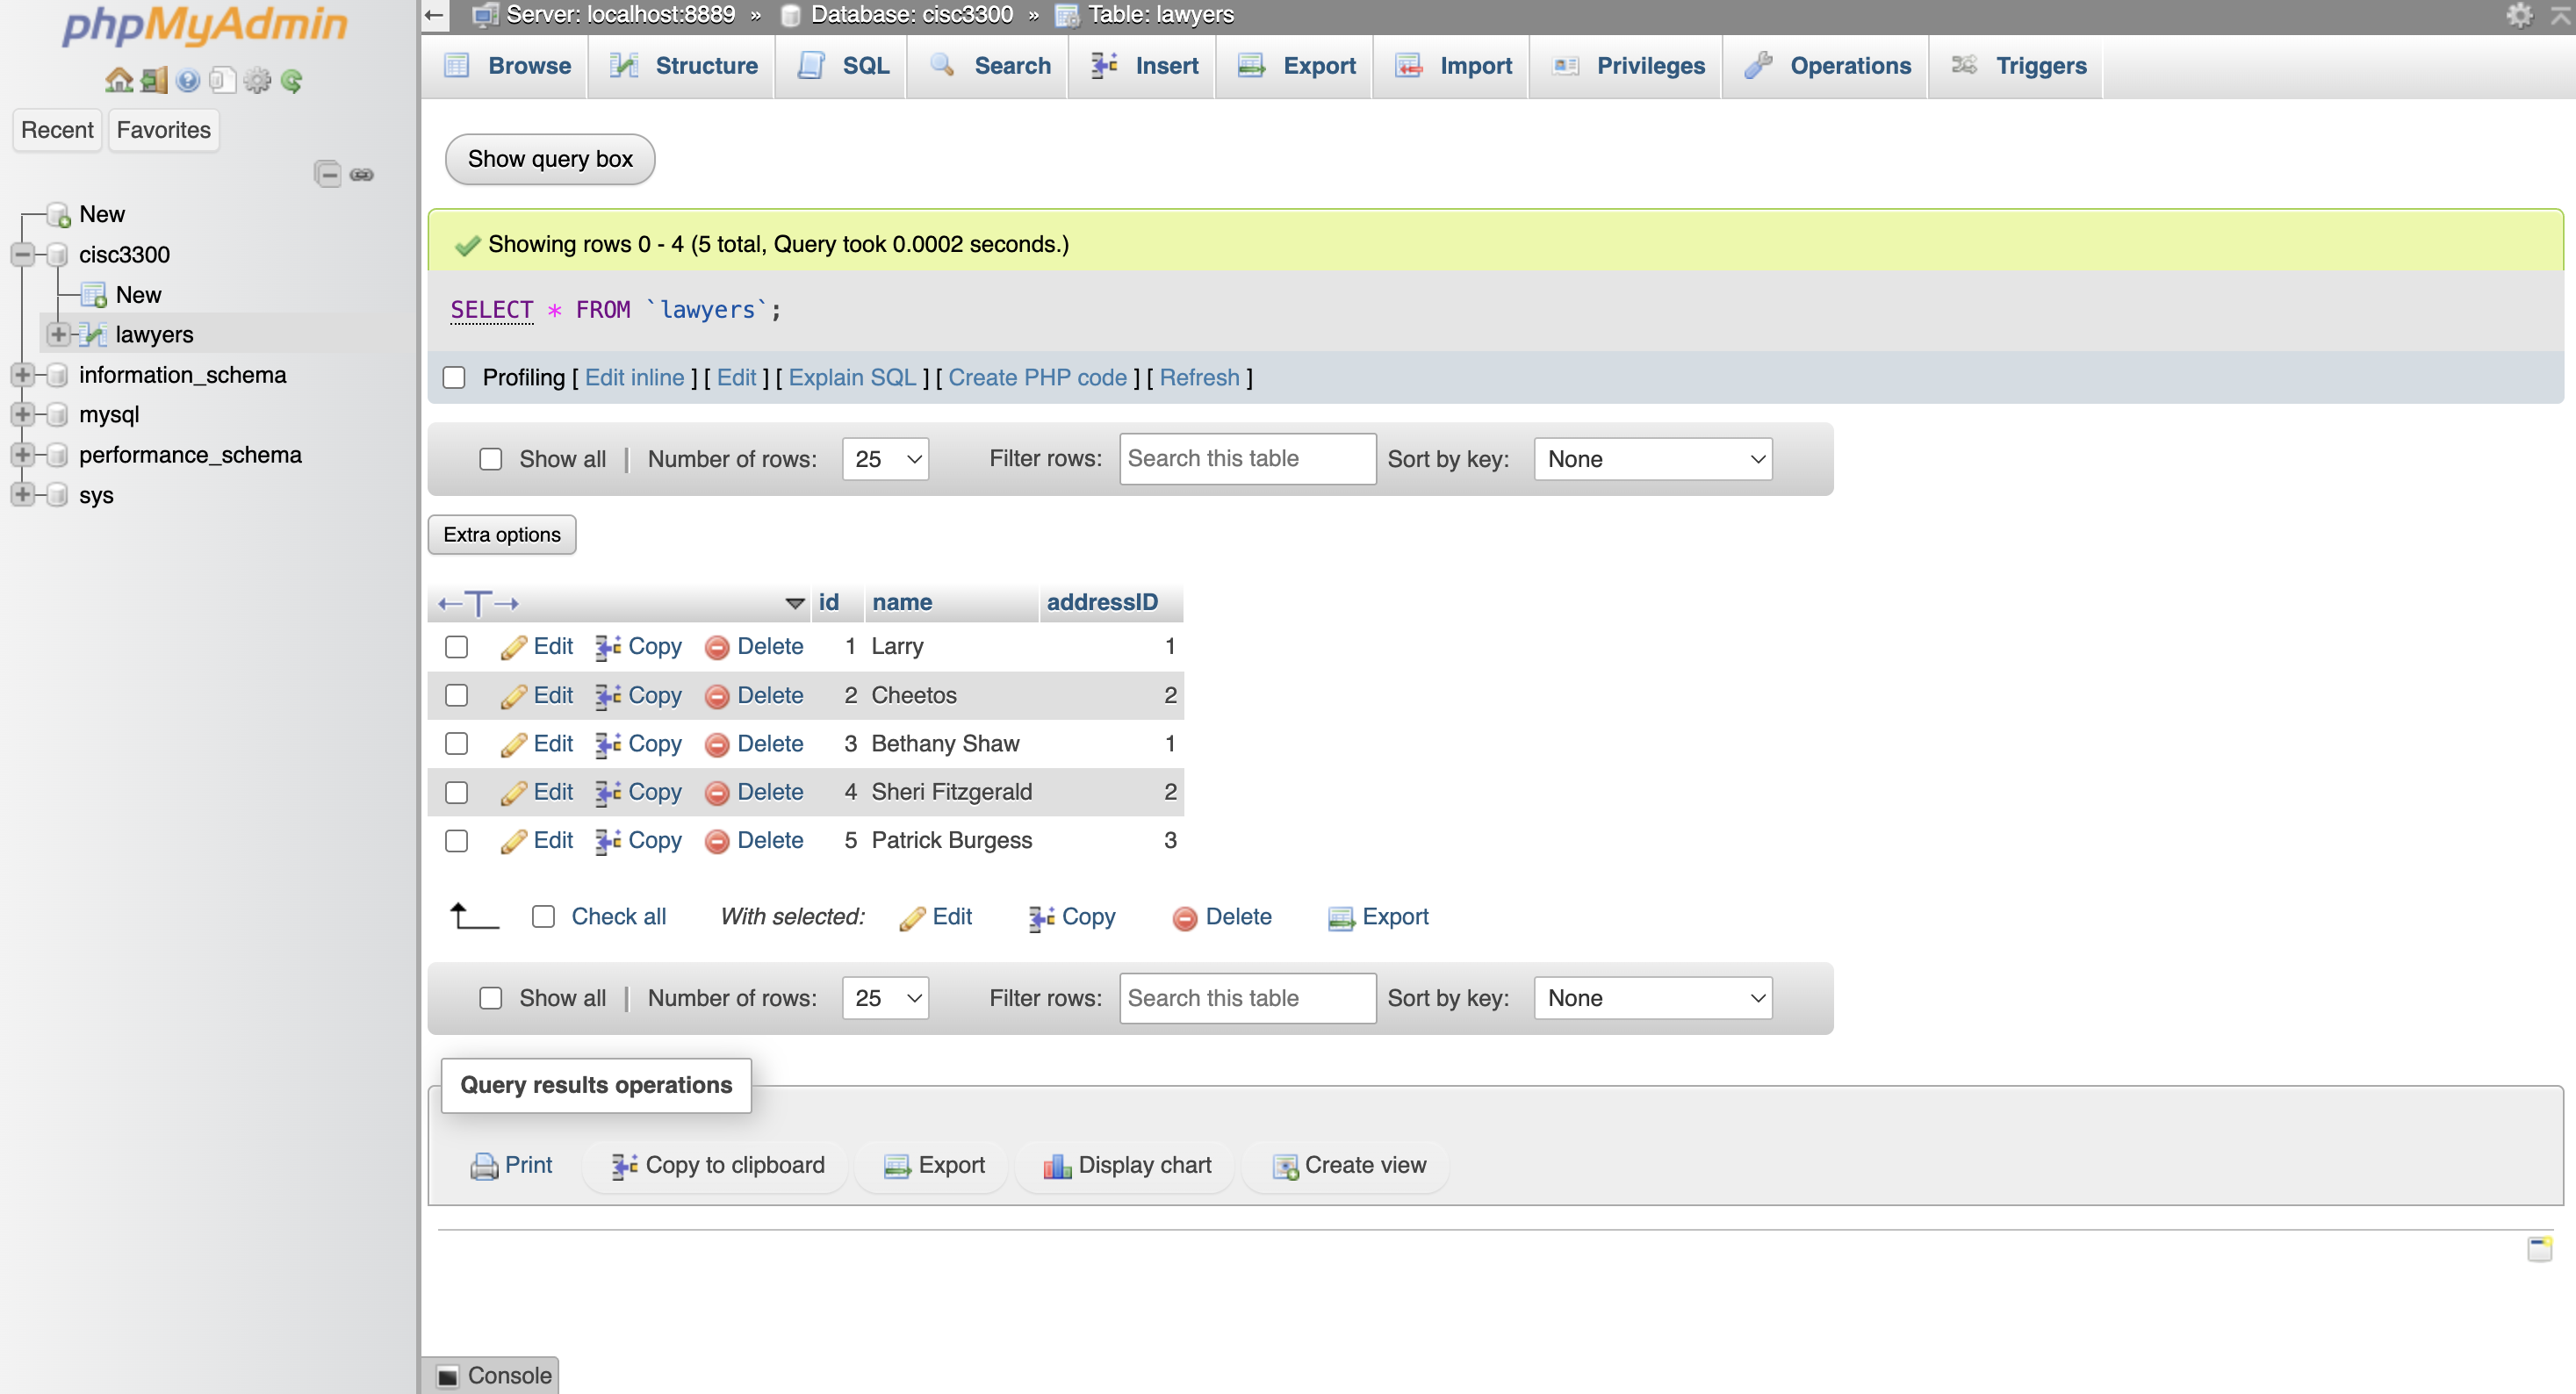 phpMyAdmin
Recent Favorites
New
cisc3300
New
lawyers
information_schema
mysql
performance_schema
sys
Server: localhost:8889 » Database: cisc3300 » Table: lawyers
Browse Structure SQL Search Insert Export Import Privileges Operations Triggers
Show query box
Showing rows 0 - 4 (5 total, Query took 0.0002 seconds.)
SELECT * FROM `lawyers`;
Profiling [ Edit inline ] [ Edit ] [ Explain SQL ] [ Create PHP code ] [ Refresh ]
Show all | Number of rows: 25 Filter rows: Search this table Sort by key: None
Extra options
←T→ id name addressID
Edit Copy Delete 1 Larry 1
Edit Copy Delete 2 Cheetos 2
Edit Copy Delete 3 Bethany Shaw 1
Edit Copy Delete 4 Sheri Fitzgerald 2
Edit Copy Delete 5 Patrick Burgess 3
Check all With selected: Edit Copy Delete Export
Show all | Number of rows: 25 Filter rows: Search this table Sort by key: None
Query results operations
Print Copy to clipboard Export Display chart Create view
Console